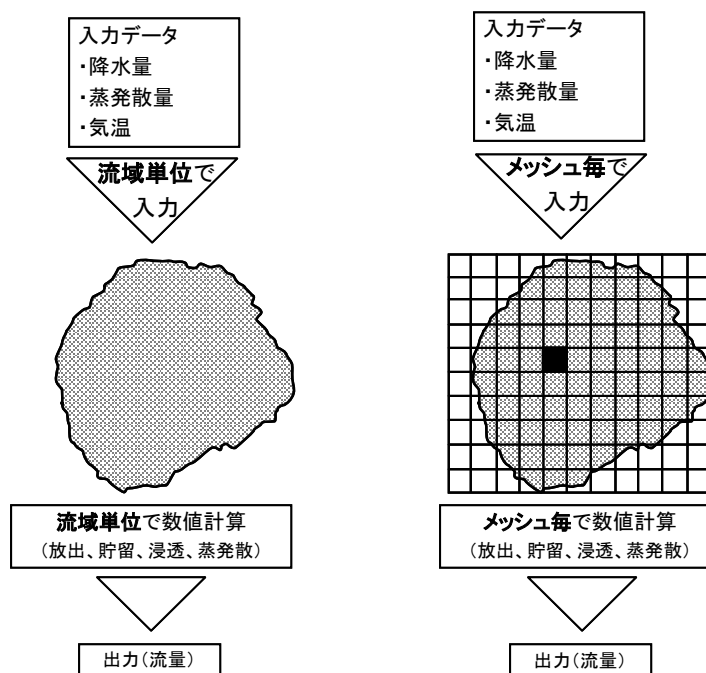 入力データ
・降水量
・蒸発散量
・気温
流域単位で
入力
流域単位で数値計算
(放出、貯留、浸透、蒸発散)
出力(流量)
入力データ
・降水量
・蒸発散量
・気温
メッシュ毎で
入力
メッシュ毎で数値計算
(放出、貯留、浸透、蒸発散)
出力(流量)